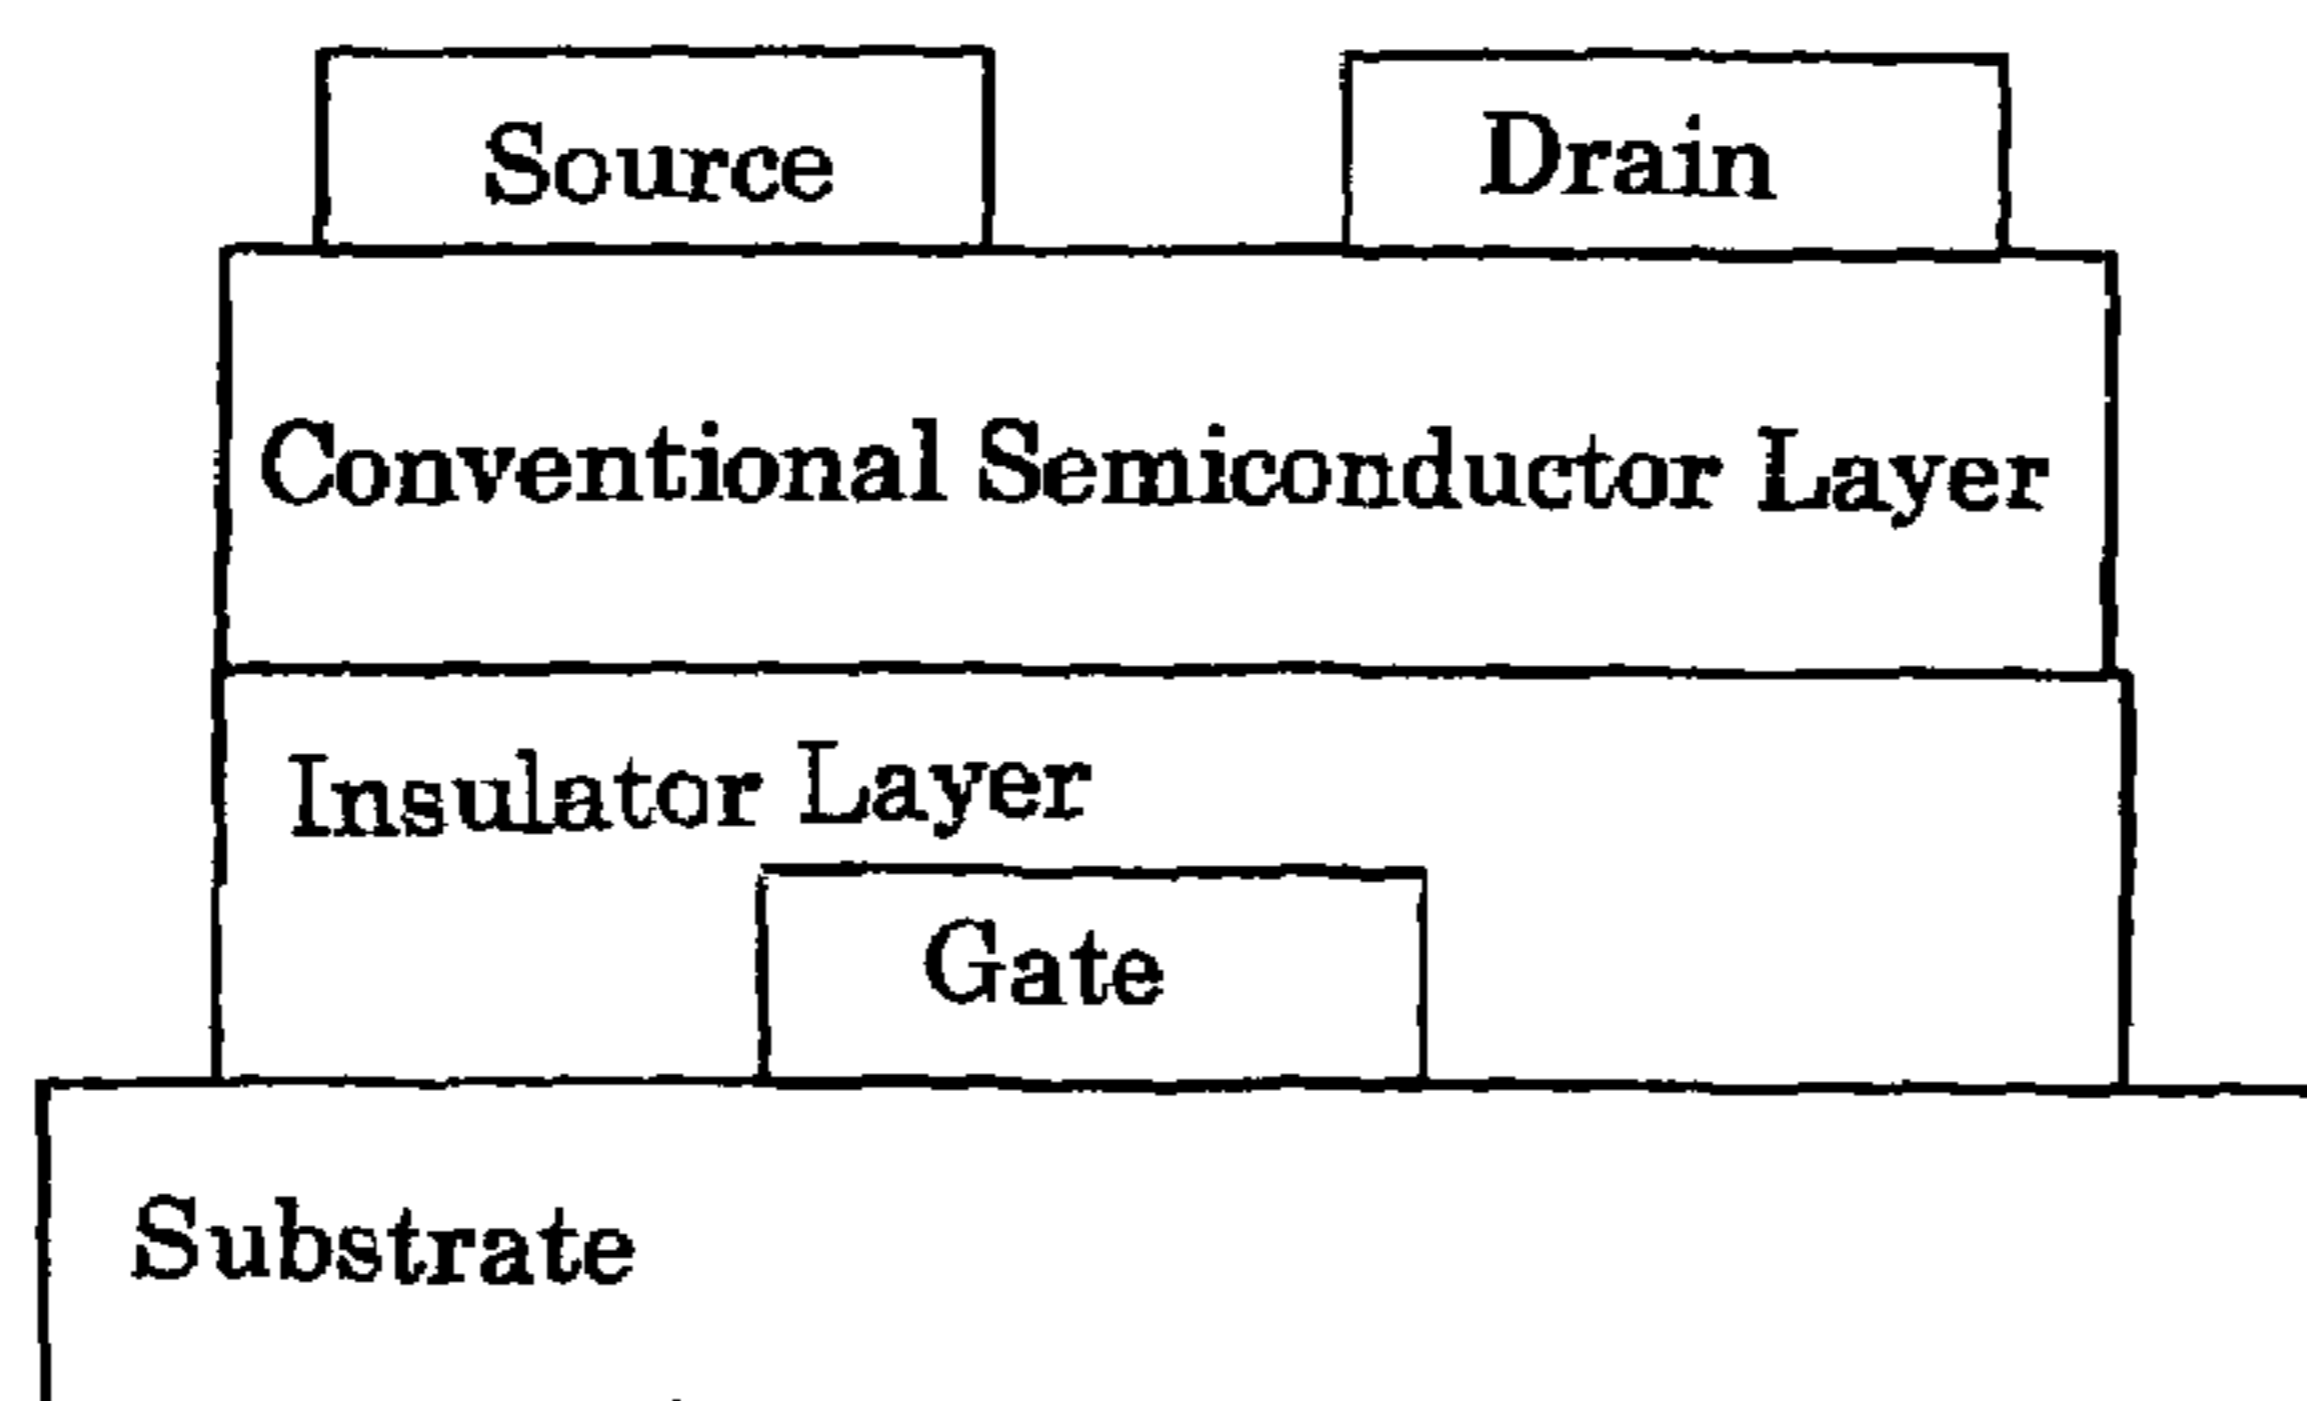 Source
Drain
Conventional Semiconductor Layer
Insulator Layer
Gate
Substrate